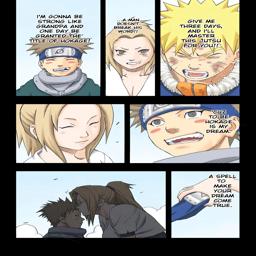 I'M GONNA BE
STRONG LIKE
GRANDPA AND
ONE DAY BE
GRANTED THE
TITLE OF HOKAGE!
...A MAN
DOESN'T
BREAK HIS
WORD!!
GIVE ME
THREE DAYS,
AND I'LL
MASTER
THIS JUTSU
FOR YOU!!
TO BE
HOKAGE
IS MY
DREAM.
A SPELL
TO
MAKE
YOUR
DREAM
COME
TRUE.